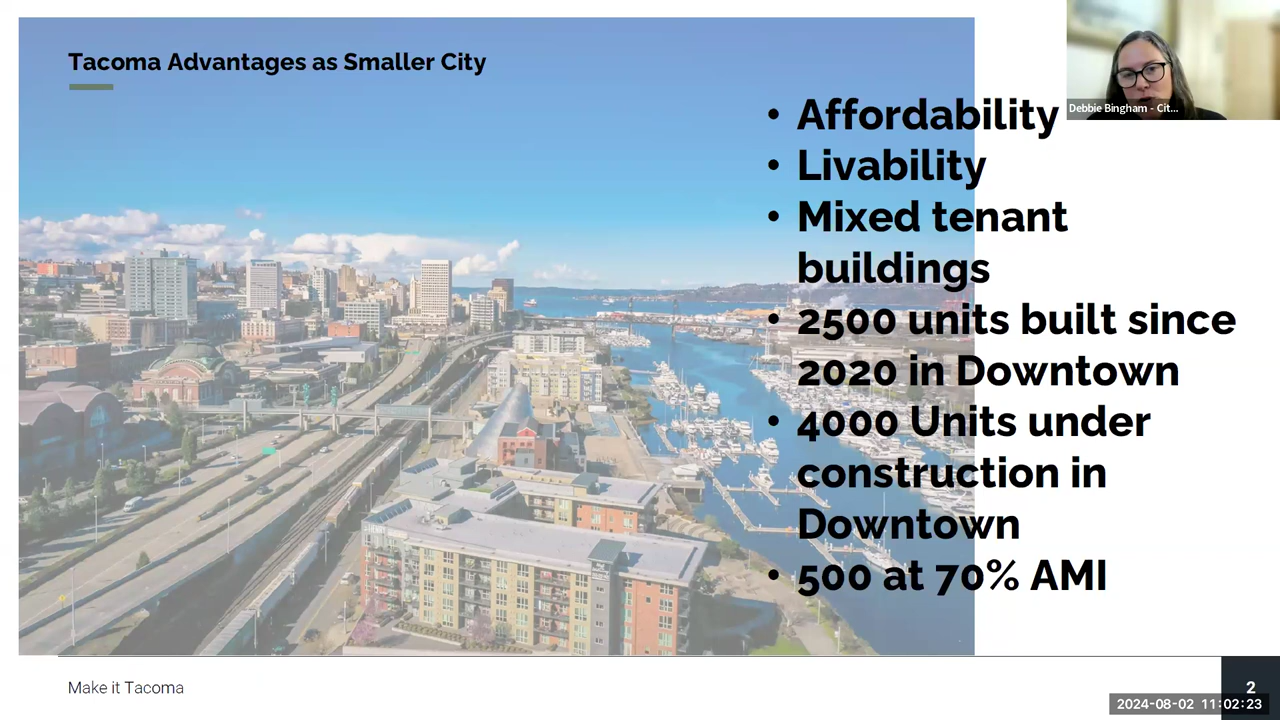 Tacoma Advantages as Smaller City
Debbie Bingham - Cit...
• Affordability
• Livability
• Mixed tenant
buildings
• 2500 units built since
2020 in Downtown
• 4000 Units under
construction in
Downtown
• 500 at 70% AMI
Make it Tacoma
2
2024-08-02 11:02:23